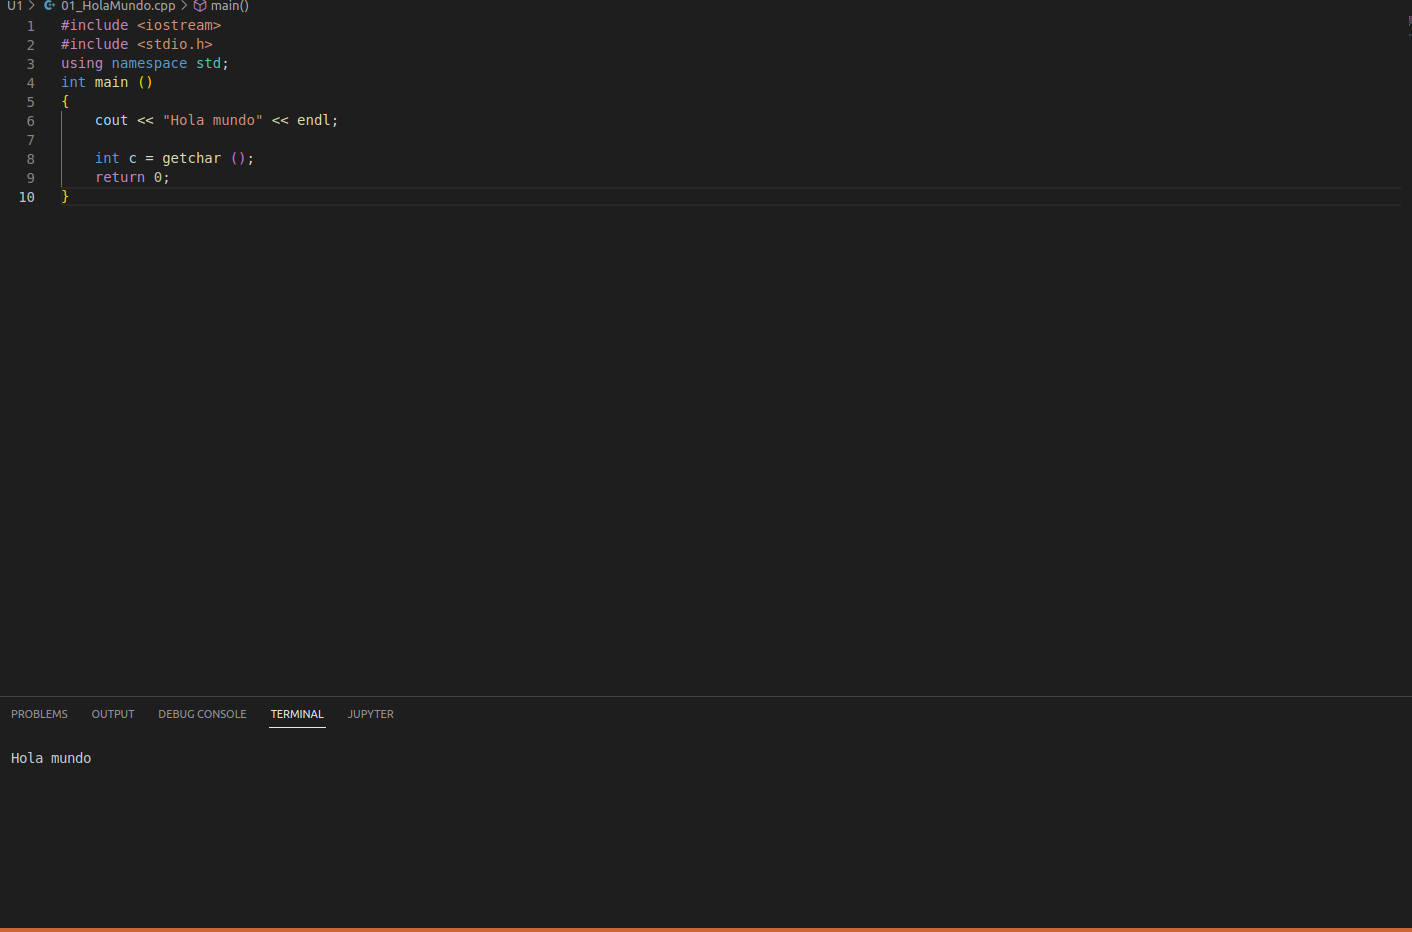 U1 > 01_HolaMundo.cpp > main()
1 #include <iostream>
2 #include <stdio.h>
3 using namespace std;
4 int main ()
5 {
6     cout << "Hola mundo" << endl;
7
8     int c = getchar ();
9     return 0;
10 }
PROBLEMS OUTPUT DEBUG CONSOLE TERMINAL JUPYTER
Hola mundo